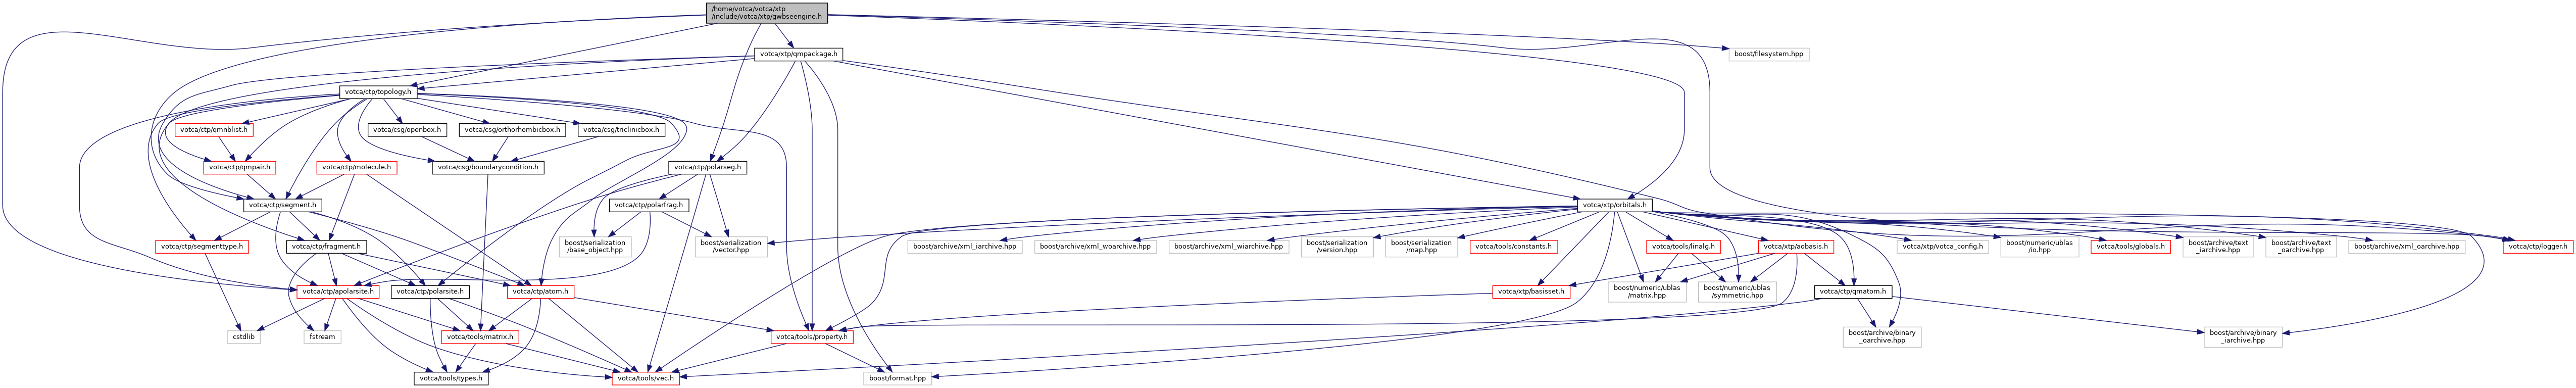 /home/votca/votca/xtp
/include/votca/xtp/gwbseengine.h
votca/xtp/qmpackage.h
boost/filesystem.hpp
votca/ctp/topology.h
votca/ctp/qmnblist.h
votca/csg/openbox.h
votca/csg/orthorhombicbox.h
votca/csg/triclinicbox.h
votca/ctp/qmpair.h
votca/ctp/molecule.h
votca/csg/boundarycondition.h
votca/ctp/polarseg.h
votca/ctp/segment.h
votca/ctp/polarfrag.h
votca/xtp/orbitals.h
votca/ctp/segmenttype.h
votca/ctp/fragment.h
boost/serialization
/base_object.hpp
boost/serialization
/vector.hpp
boost/archive/xml_iarchive.hpp
boost/archive/xml_woarchive.hpp
boost/archive/xml_wiarchive.hpp
boost/serialization
/version.hpp
boost/serialization
/map.hpp
votca/tools/constants.h
votca/tools/linalg.h
votca/xtp/aobasis.h
votca/xtp/votca_config.h
boost/numeric/ublas
/io.hpp
votca/tools/globals.h
boost/archive/text
_iarchive.hpp
boost/archive/text
_oarchive.hpp
boost/archive/xml_oarchive.hpp
votca/ctp/logger.h
votca/ctp/apolarsite.h
votca/ctp/polarsite.h
votca/ctp/atom.h
votca/xtp/basisset.h
boost/numeric/ublas
/matrix.hpp
boost/numeric/ublas
/symmetric.hpp
votca/ctp/qmatom.h
cstdlib
fstream
votca/tools/matrix.h
votca/tools/property.h
boost/archive/binary
_oarchive.hpp
boost/archive/binary
_iarchive.hpp
votca/tools/types.h
votca/tools/vec.h
boost/format.hpp